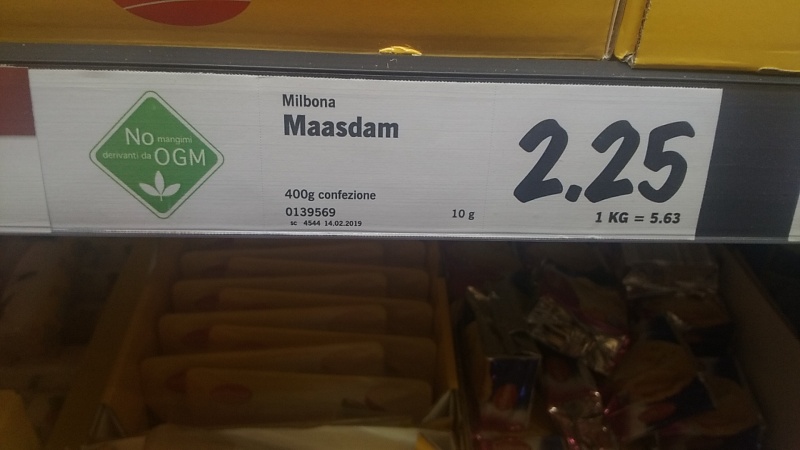 No mangimi
derivanti da OGM
Milbona
Maasdam
400g confezione
0139569
sc 4544 14.02.2019
10 g
2.25
1 KG = 5.63